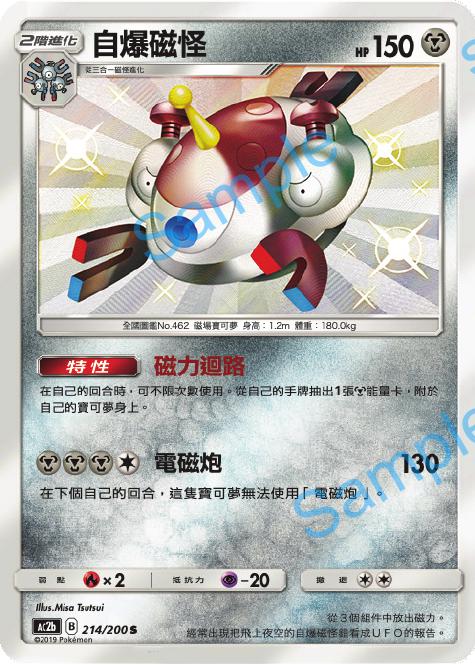 2階進化
自爆磁怪
HP 150
從三合一磁怪進化
Sample
全國圖鑑No.462 磁場寶可夢 身高：1.2m 體重：180.0kg
特性 磁力迴路
在自己的回合時，可不限次數使用。從自己的手牌抽出1張能量卡，附於
自己的寶可夢身上。
電磁炮 130
在下個自己的回合，這隻寶可夢無法使用「電磁炮」。
Sample
弱點 ×2 抵抗力 -20 撤退
Illus.Misa Tsutsui
AC2b B 214/200 S
©2019 Pokémon
從３個組件中放出磁力。
經常出現把飛上夜空的自爆磁怪錯看成ＵＦＯ的報告。